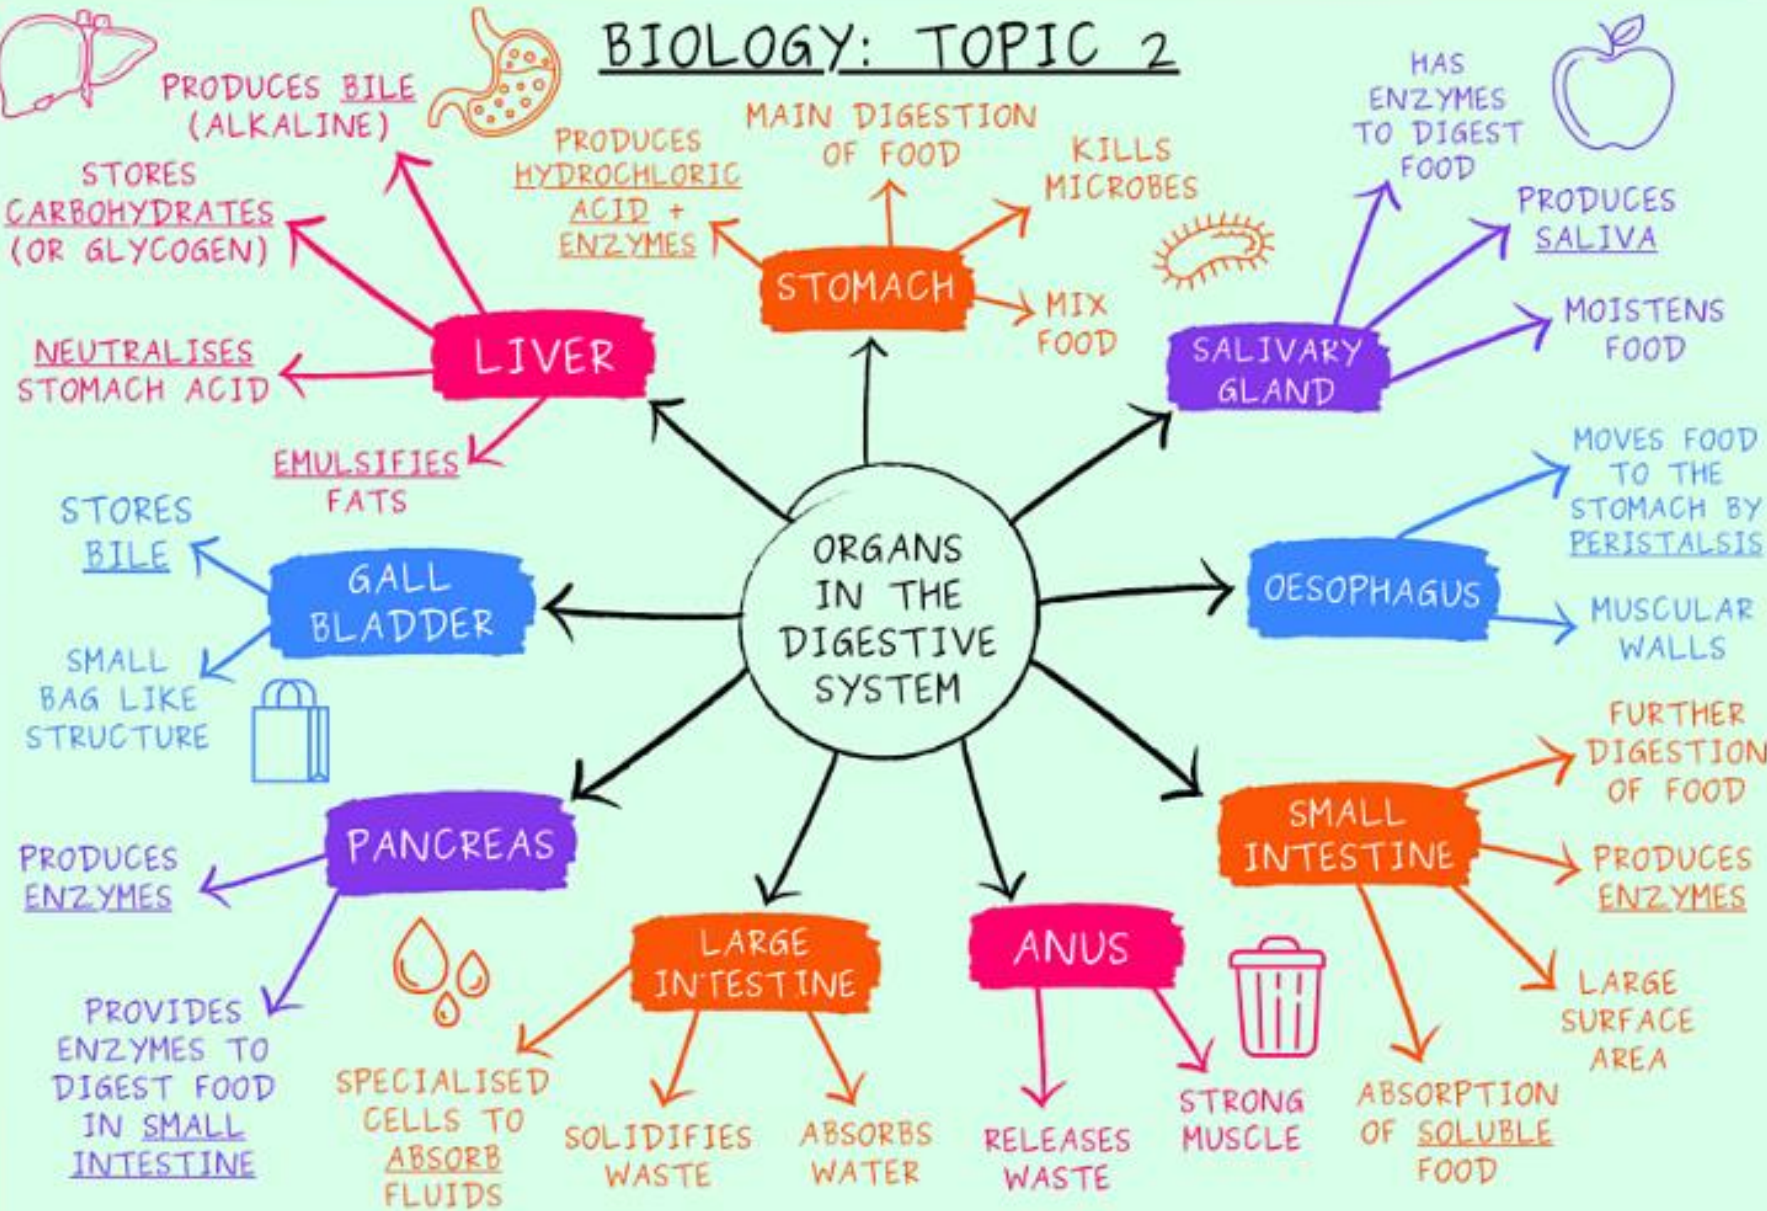 BIOLOGY: TOPIC 2
ORGANS
IN THE
DIGESTIVE
SYSTEM
LIVER
PRODUCES BILE
(ALKALINE)
STORES
CARBOHYDRATES
(OR GLYCOGEN)
NEUTRALISES
STOMACH ACID
EMULSIFIES
FATS
STOMACH
PRODUCES
HYDROCHLORIC
ACID +
ENZYMES
MAIN DIGESTION
OF FOOD
KILLS
MICROBES
MIX
FOOD
SALIVARY
GLAND
HAS
ENZYMES
TO DIGEST
FOOD
PRODUCES
SALIVA
MOISTENS
FOOD
OESOPHAGUS
MOVES FOOD
TO THE
STOMACH BY
PERISTALSIS
MUSCULAR
WALLS
SMALL
INTESTINE
FURTHER
DIGESTION
OF FOOD
PRODUCES
ENZYMES
LARGE
SURFACE
AREA
ABSORPTION
OF SOLUBLE
FOOD
ANUS
STRONG
MUSCLE
RELEASES
WASTE
LARGE
INTESTINE
ABSORBS
WATER
SOLIDIFIES
WASTE
SPECIALISED
CELLS TO
ABSORB
FLUIDS
PANCREAS
PRODUCES
ENZYMES
PROVIDES
ENZYMES TO
DIGEST FOOD
IN SMALL
INTESTINE
GALL
BLADDER
STORES
BILE
SMALL
BAG LIKE
STRUCTURE